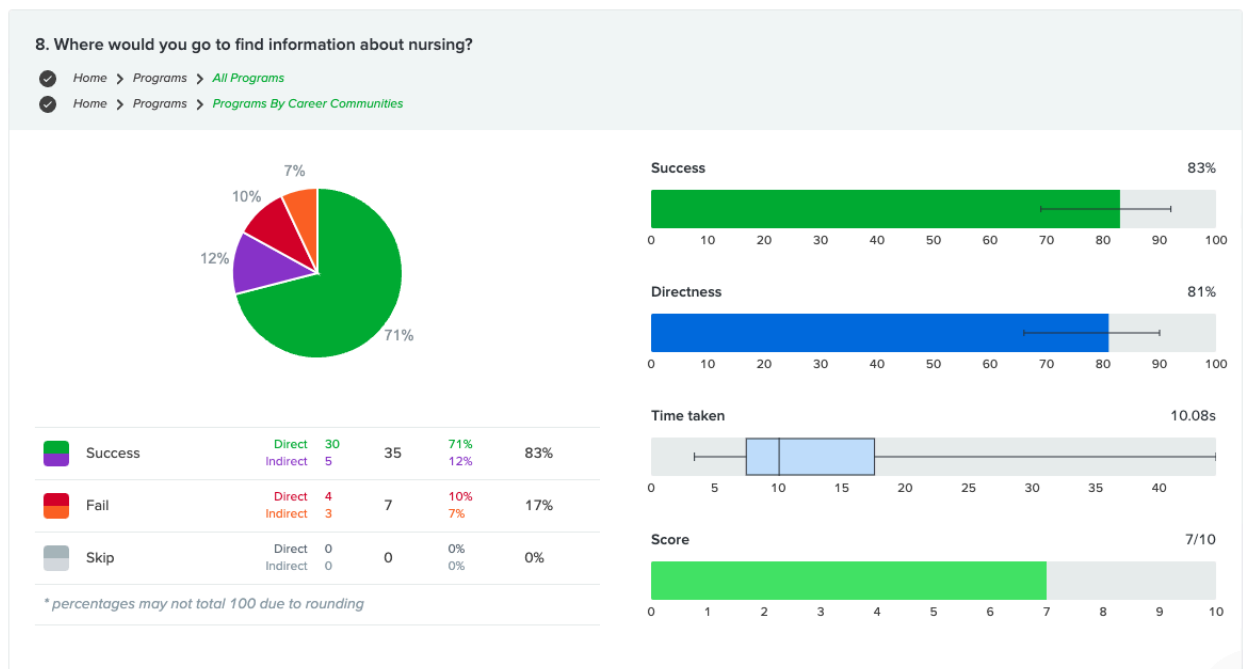 8. Where would you go to find information about nursing?
Home > Programs > All Programs
Home > Programs > Programs By Career Communities
7%
10%
12%
71%
Success Direct 30 35 71% 83%
Indirect 5 12%
Fail Direct 4 7 10% 17%
Indirect 3 7%
Skip Direct 0 0 0% 0%
Indirect 0 0%
* percentages may not total 100 due to rounding
Success 83%
0 10 20 30 40 50 60 70 80 90 100
Directness 81%
0 10 20 30 40 50 60 70 80 90 100
Time taken 10.08s
0 5 10 15 20 25 30 35 40
Score 7/10
0 1 2 3 4 5 6 7 8 9 10